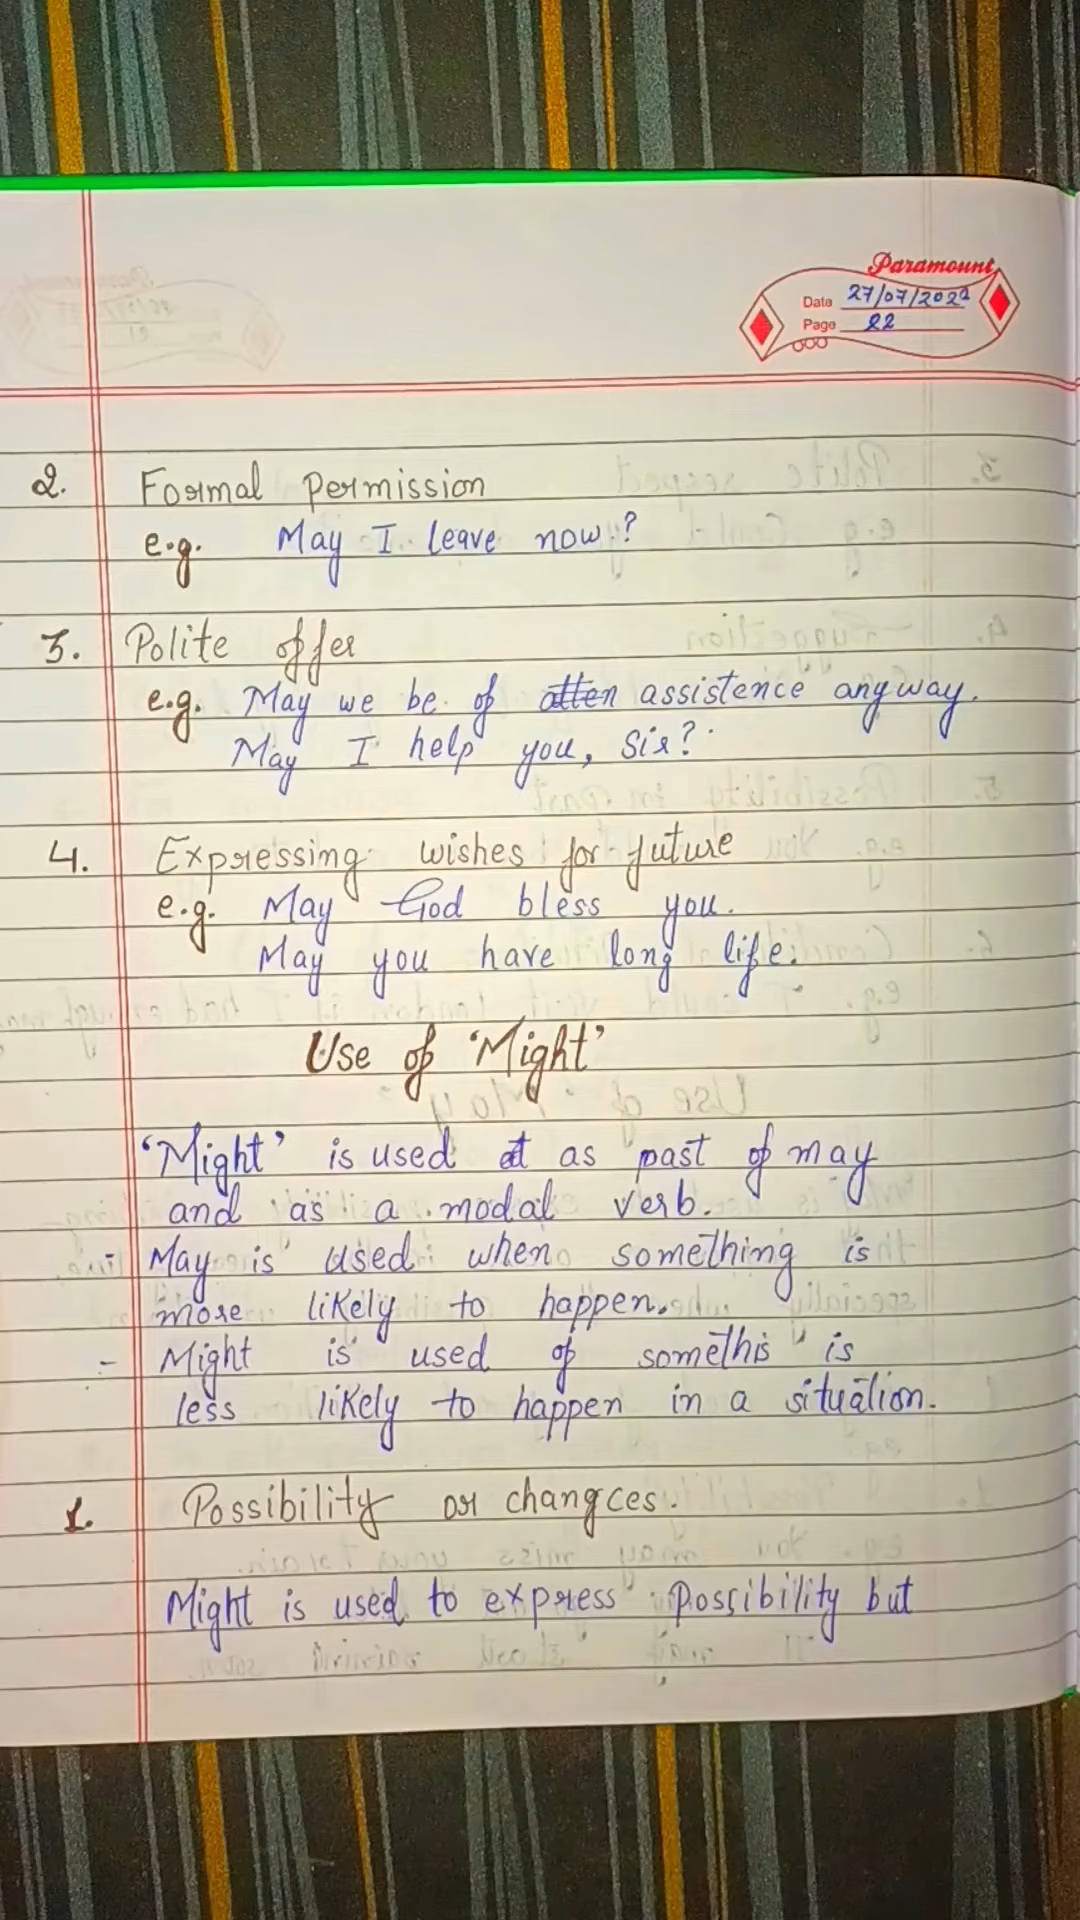 Paramount
Date 27/07/2022
Page 22
2. Formal Permission
e.g. May I leave now?
3. Polite offer
e.g. May we be of atten assistence anyway.
May I help you, Sir?
4. Expressing wishes for future
e.g. May God bless you.
May you have long life.
Use of 'Might'
'Might' is used at as past of may
and as a modal verb.
- May is used when something is
more likely to happen.
- Might is used of somethis is
less likely to happen in a situation.
1. Possibility or changces.
Might is used to express possibility but